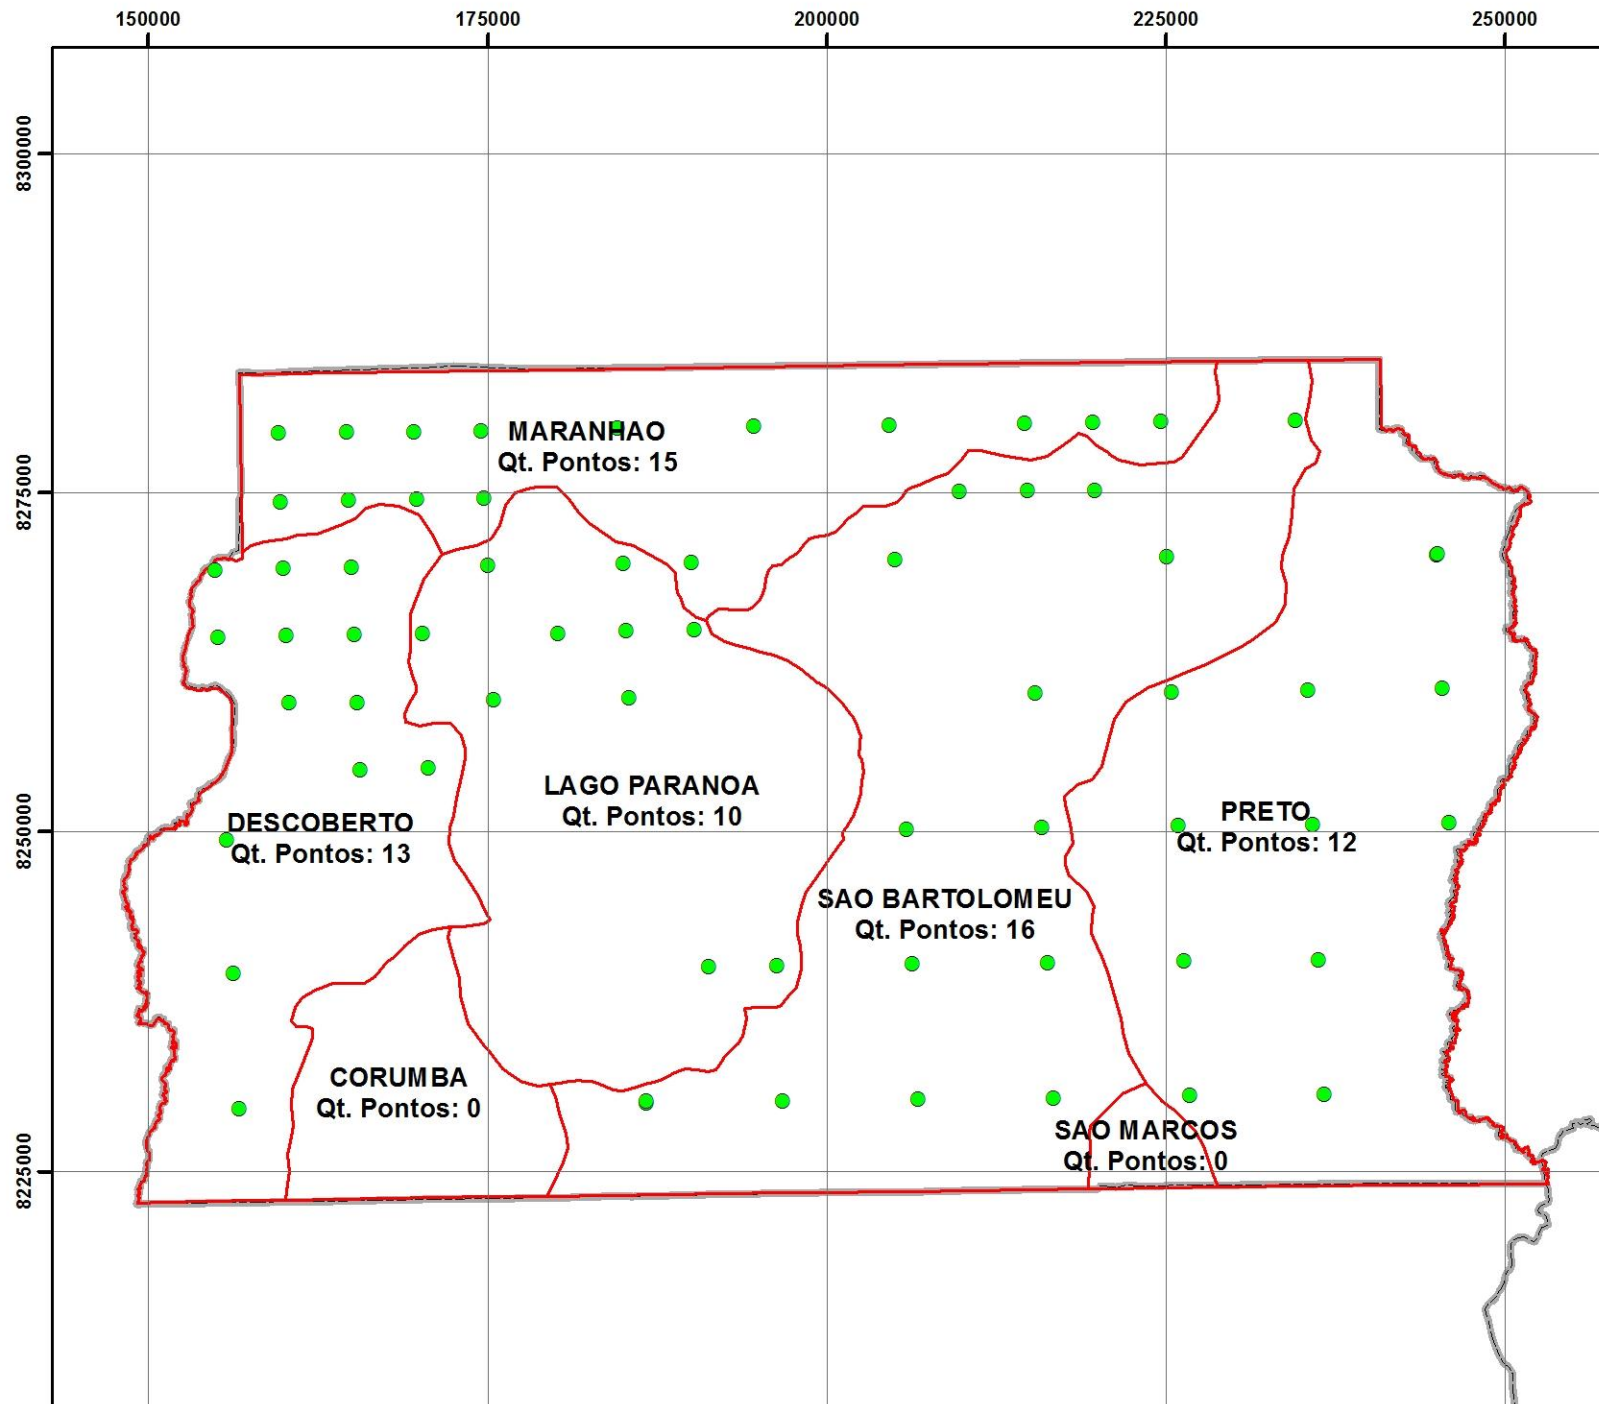 150000 175000 200000 225000 250000
8300000
8275000
8250000
8225000
MARANHAO
Qt. Pontos: 15
LAGO PARANOA
Qt. Pontos: 10
DESCOBERTO
Qt. Pontos: 13
PRETO
Qt. Pontos: 12
SAO BARTOLOMEU
Qt. Pontos: 16
CORUMBA
Qt. Pontos: 0
SAO MARCOS
Qt. Pontos: 0